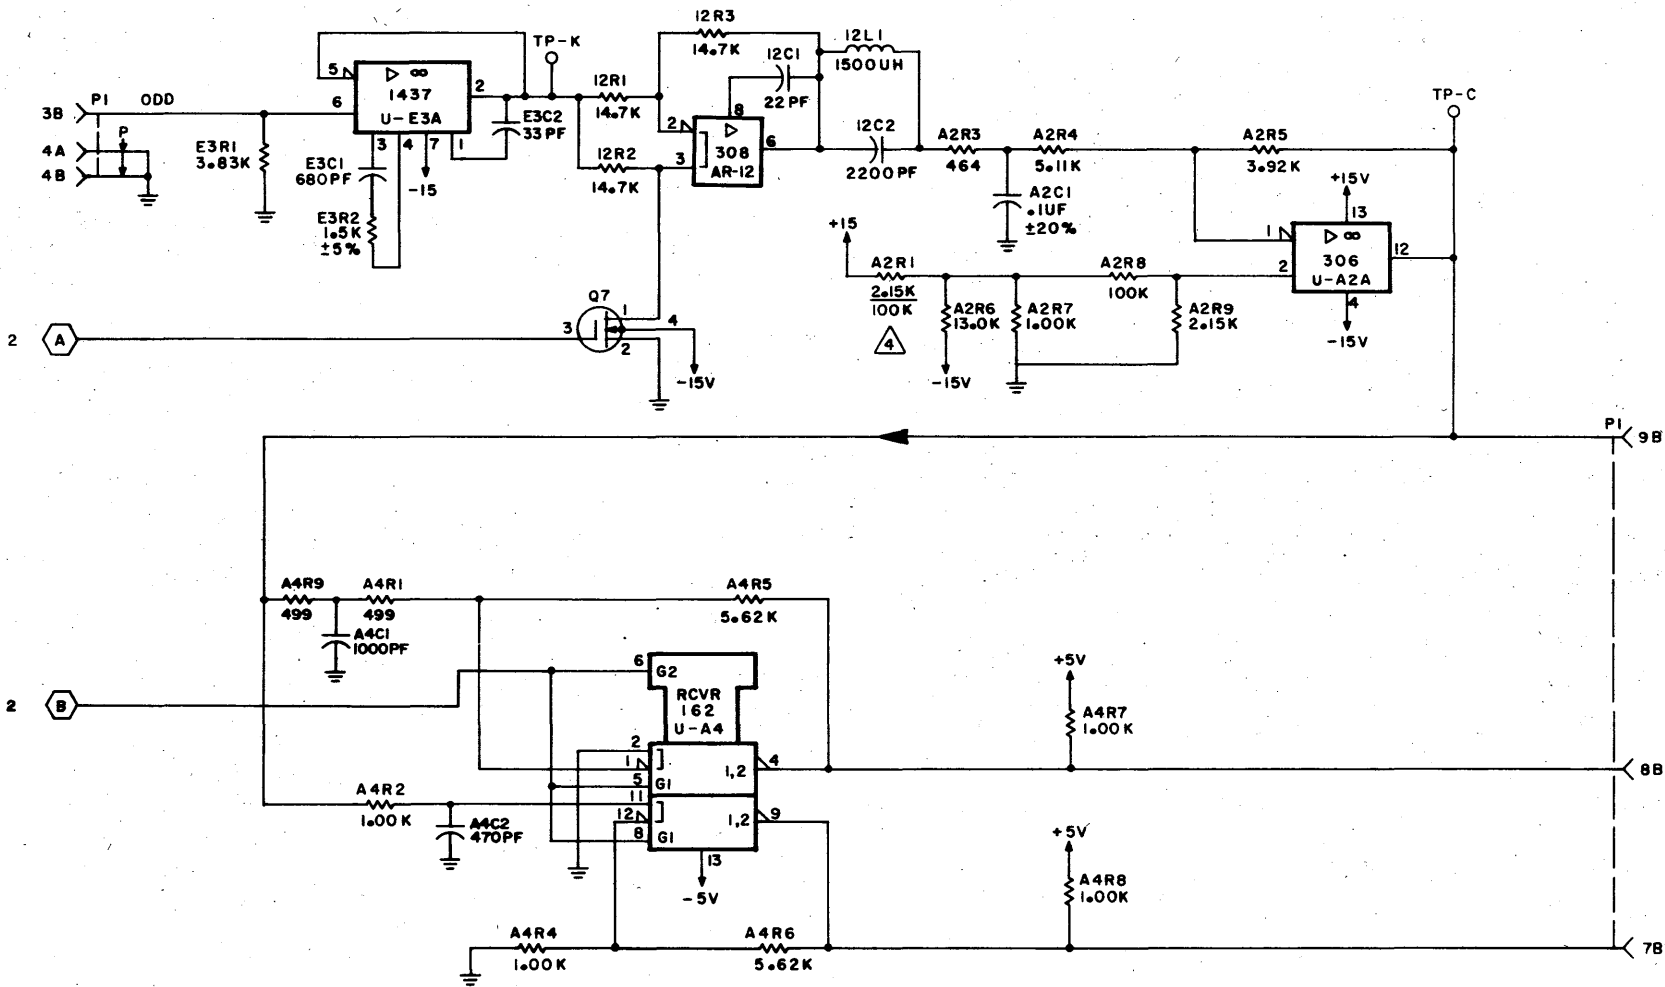 12R3
14.7K
12L1
1500UH
TP-K
12C1
22PF
5
▷ ∞
1437
U-E3A
2
6
3
4
7
1
-15
P1
ODD
3B
4A
4B
P
E3R1
3.83K
E3C1
680PF
E3R2
1.5K
±5%
E3C2
33PF
12R1
14.7K
12R2
14.7K
2
3
8
▷
308
AR-12
6
12C2
2200PF
A2R3
464
A2R4
5.11K
A2R5
3.92K
TP-C
A2C1
.1UF
±20%
+15V
13
1
2
▷ ∞
306
U-A2A
12
4
-15V
+15
A2R1
2.15K
100K
4
A2R6
13.0K
-15V
A2R7
1.00K
A2R8
100K
A2R9
2.15K
2
A
Q7
1
3
4
2
-15V
P1
9B
A4R9
499
A4R1
499
A4C1
1000PF
A4R5
5.62K
2
B
6
G2
RCVR
162
U-A4
2
1
5
G1
1,2
4
11
12
8
G1
1,2
9
13
-5V
+5V
A4R7
1.00K
8B
A4R2
1.00K
A4C2
470PF
+5V
A4R8
1.00K
A4R4
1.00K
A4R6
5.62K
7B